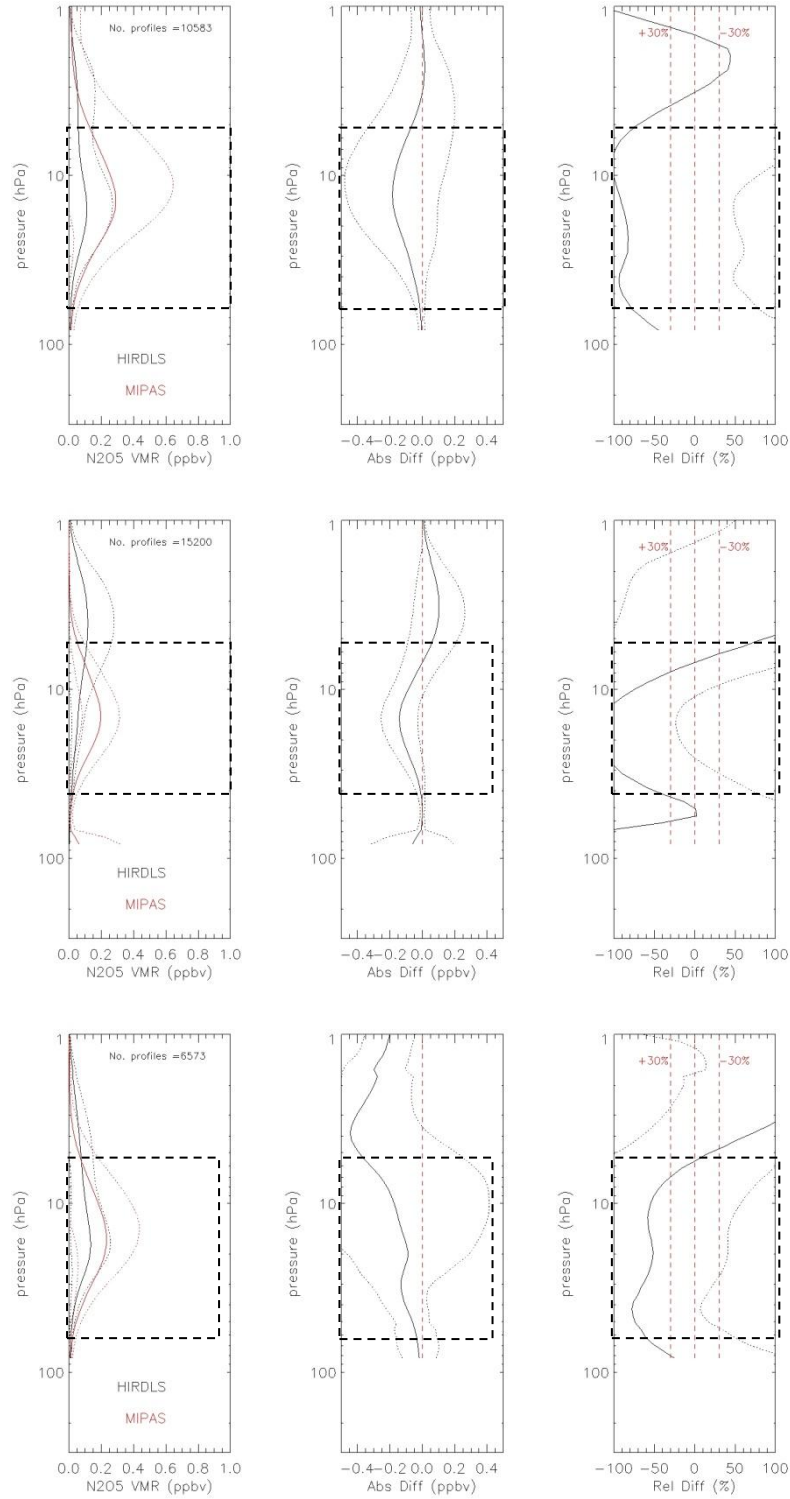 1
10
100
pressure (hPa)
No. profiles =10583
HIRDLS
MIPAS
0.0 0.2 0.4 0.6 0.8 1.0
N2O5 VMR (ppbv)
1
10
100
pressure (hPa)
−0.4−0.2 0.0 0.2 0.4
Abs Diff (ppbv)
1
10
100
pressure (hPa)
+30% −30%
−100 −50 0 50 100
Rel Diff (%)
1
10
100
pressure (hPa)
No. profiles =15200
HIRDLS
MIPAS
0.0 0.2 0.4 0.6 0.8 1.0
N2O5 VMR (ppbv)
1
10
100
pressure (hPa)
−0.4−0.2 0.0 0.2 0.4
Abs Diff (ppbv)
1
10
100
pressure (hPa)
+30% −30%
−100 −50 0 50 100
Rel Diff (%)
1
10
100
pressure (hPa)
No. profiles =6573
HIRDLS
MIPAS
0.0 0.2 0.4 0.6 0.8 1.0
N2O5 VMR (ppbv)
1
10
100
pressure (hPa)
−0.4−0.2 0.0 0.2 0.4
Abs Diff (ppbv)
1
10
100
pressure (hPa)
+30% −30%
−100 −50 0 50 100
Rel Diff (%)